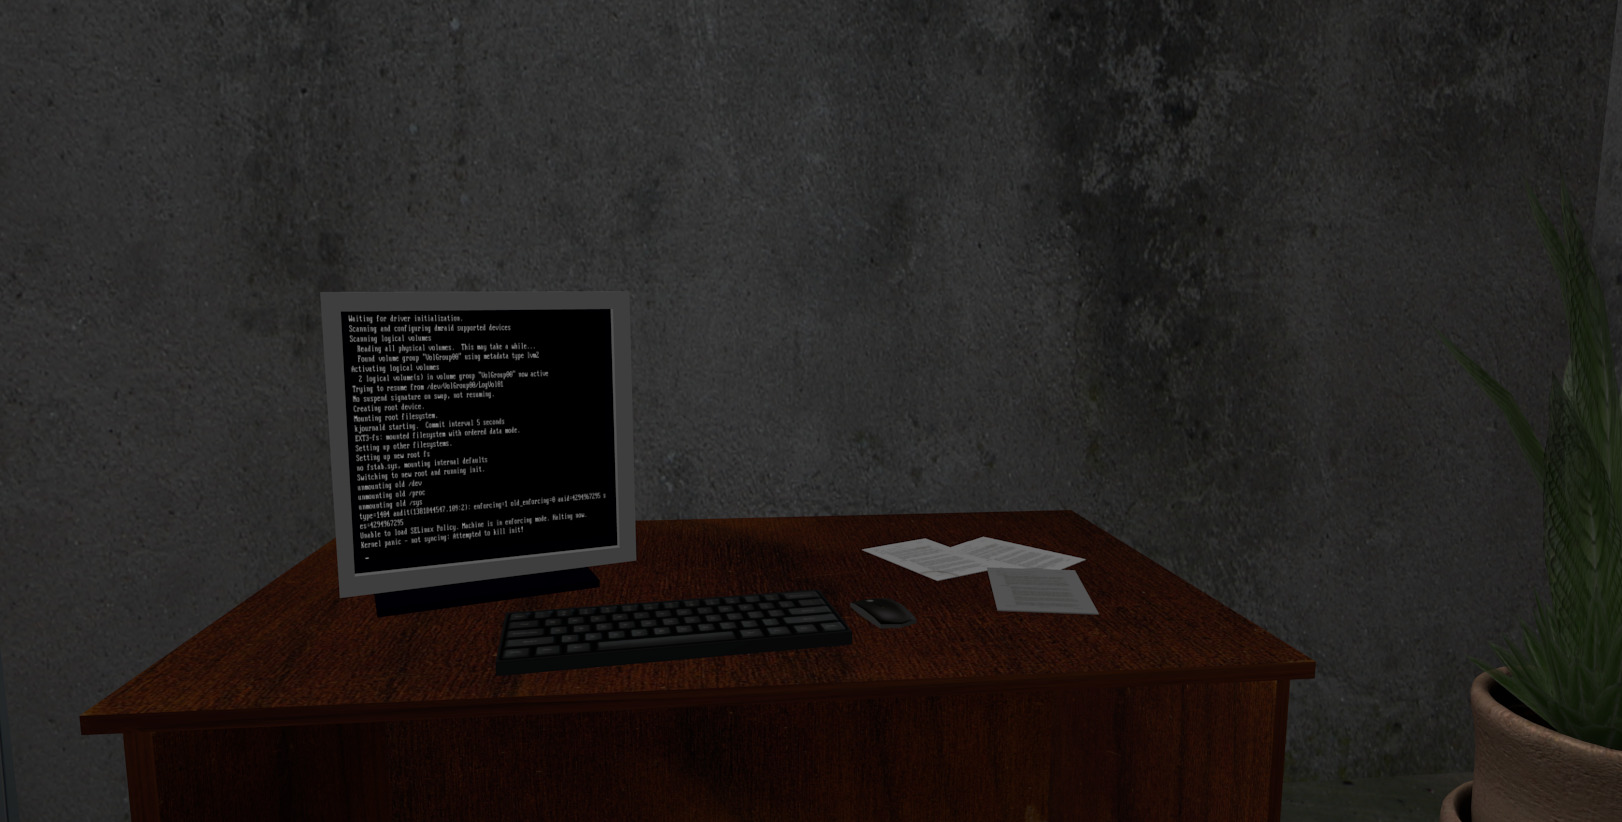 Waiting for driver initialization.
Scanning and configuring dmraid supported devices
Scanning logical volumes
Reading all physical volumes. This may take a while...
Found volume group "VolGroup00" using metadata type lvm2
Activating logical volumes
2 logical volume(s) in volume group "VolGroup00" now active
Trying to resume from /dev/VolGroup00/LogVol01
No suspend signature on swap, not resuming.
Creating root device.
Mounting root filesystem.
kjournald starting. Commit interval 5 seconds
EXT3-fs: mounted filesystem with ordered data mode.
Setting up other filesystems.
Setting up new root fs
no fstab.sys, mounting internal defaults
Switching to new root and running init.
unmounting old /dev
unmounting old /proc
unmounting old /sys
type=1404 audit(1301844547.109:2): enforcing=1 old_enforcing=0 auid=4294967295 s
es=4294967295
Unable to load SELinux Policy. Machine is in enforcing mode. Halting now.
Kernel panic - not syncing: Attempted to kill init!